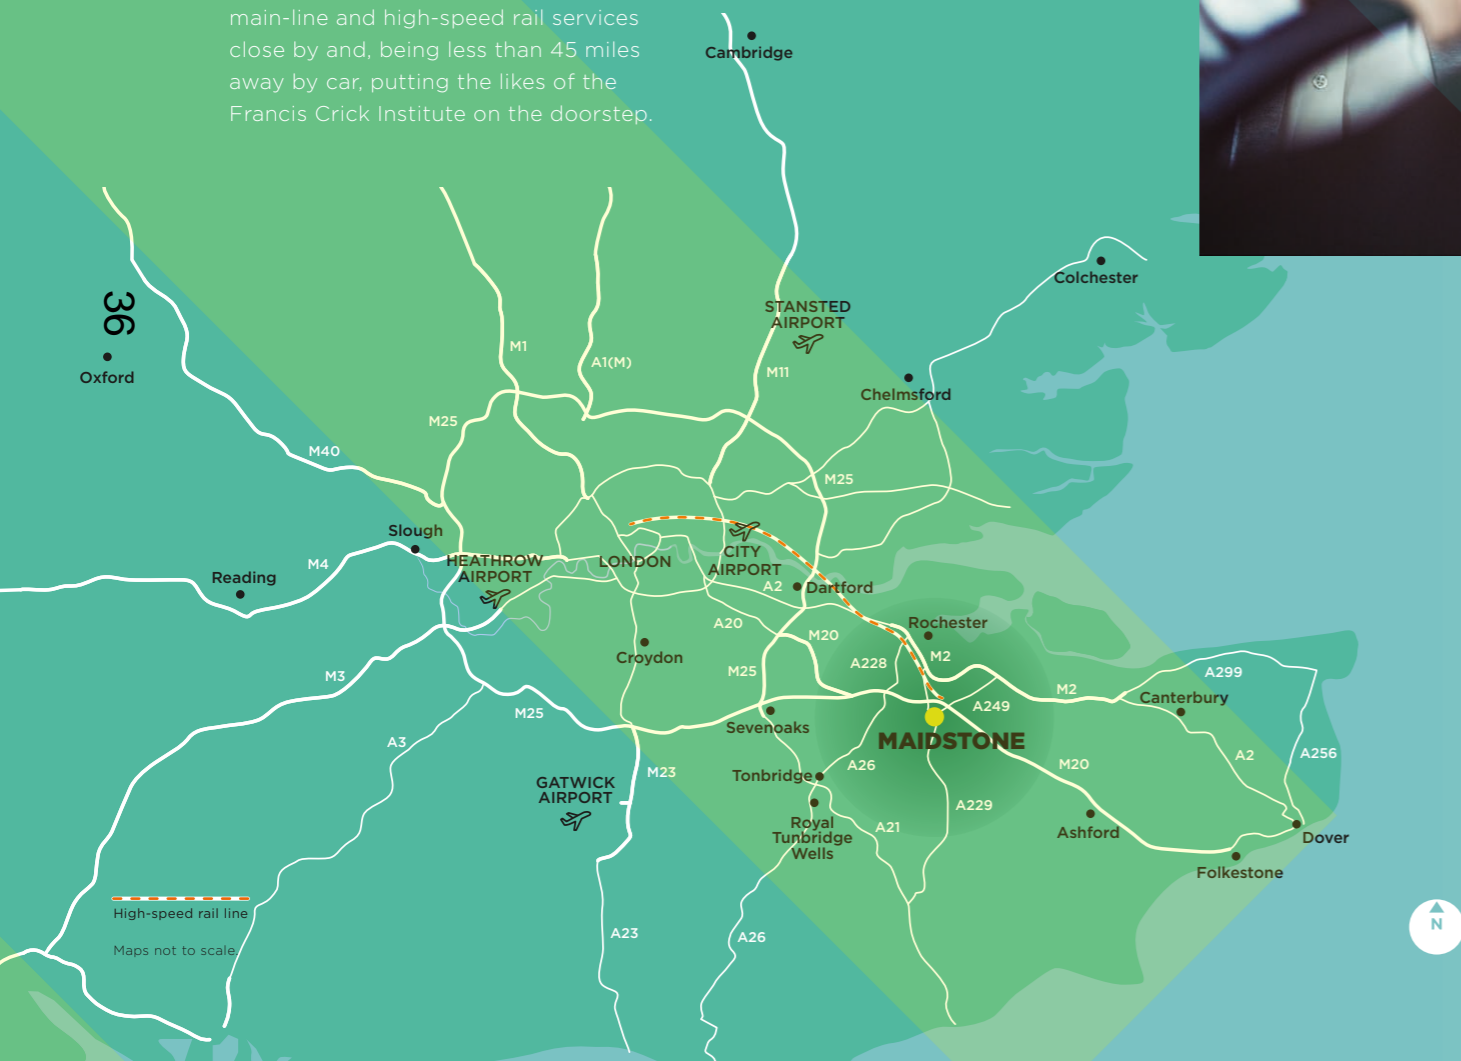 main-line and high-speed rail services
close by and, being less than 45 miles
away by car, putting the likes of the
Francis Crick Institute on the doorstep.
Cambridge
Colchester
36
STANSTED
AIRPORT
Oxford
M1
A1(M)
M11
Chelmsford
M25
M40
M25
Slough
HEATHROW
AIRPORT
LONDON
CITY
AIRPORT
M4
Reading
A2
Dartford
A20
M20
Rochester
Croydon
M25
A228
M2
M3
A299
M2
Canterbury
M25
Sevenoaks
A249
MAIDSTONE
A3
A2
A256
M23
Tonbridge
A26
M20
GATWICK
AIRPORT
A229
Royal
Tunbridge
Wells
A21
Ashford
Dover
Folkestone
High-speed rail line
A23
A26
N
Maps not to scale.